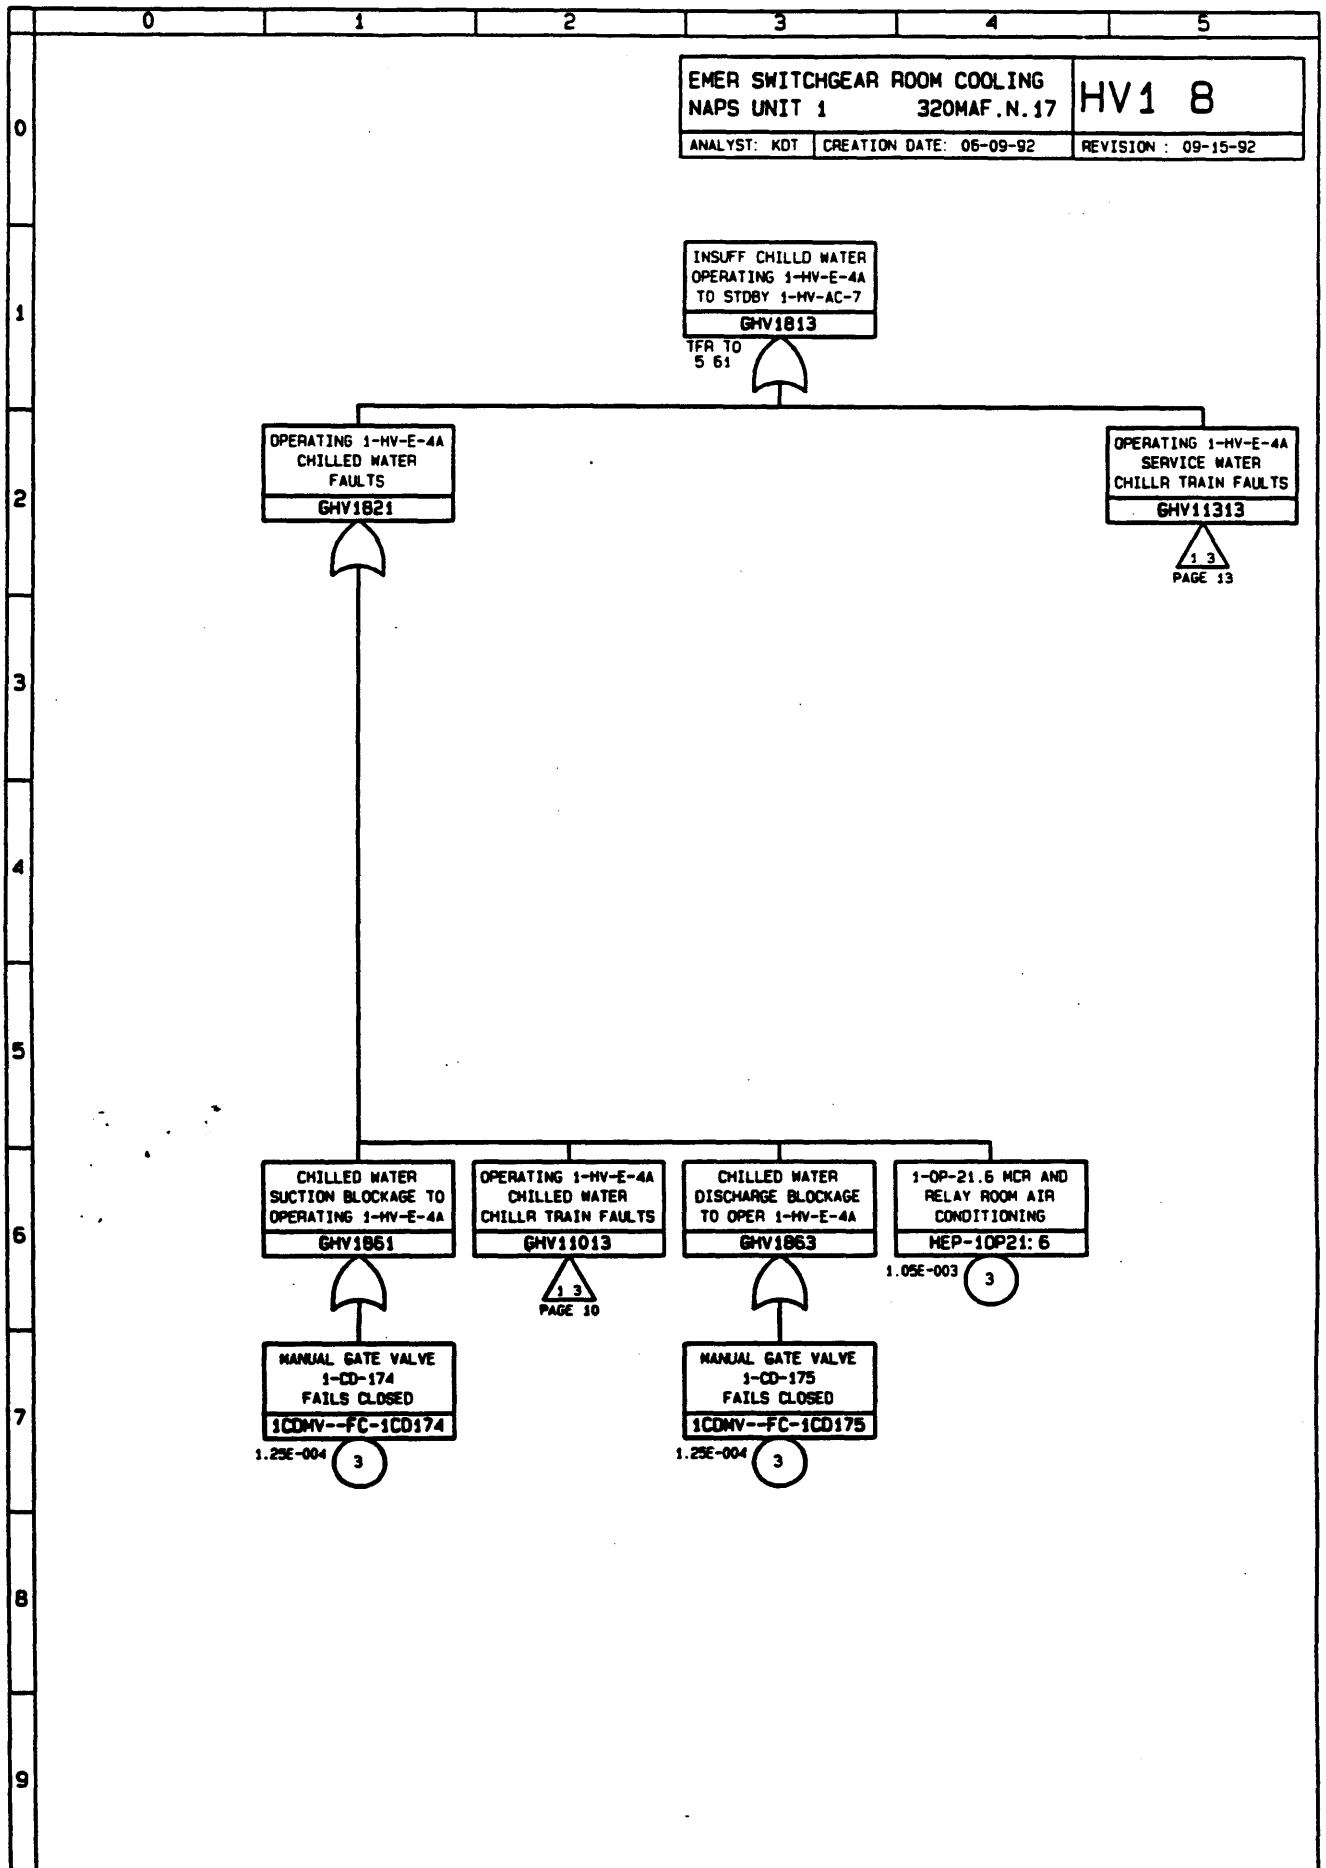 0 1 2 3 4 5
EMER SWITCHGEAR ROOM COOLING
NAPS UNIT 1 320MAF.N.17
HV1 8
ANALYST: KDT CREATION DATE: 06-09-92 REVISION : 09-15-92
0
INSUFF CHILLD WATER
OPERATING 1-HV-E-4A
TO STDBY 1-HV-AC-7
GHV1813
TFR TO
5 61
1
OPERATING 1-HV-E-4A
CHILLED WATER
FAULTS
GHV1821
OPERATING 1-HV-E-4A
SERVICE WATER
CHILLR TRAIN FAULTS
GHV11313
1 3
PAGE 13
2
3
4
5
CHILLED WATER
SUCTION BLOCKAGE TO
OPERATING 1-HV-E-4A
GHV1861
OPERATING 1-HV-E-4A
CHILLED WATER
CHILLR TRAIN FAULTS
GHV11013
1 3
PAGE 10
CHILLED WATER
DISCHARGE BLOCKAGE
TO OPER 1-HV-E-4A
GHV1863
1-OP-21.6 MCR AND
RELAY ROOM AIR
CONDITIONING
HEP-1OP21:6
1.05E-003
3
6
MANUAL GATE VALVE
1-CD-174
FAILS CLOSED
1CDMV--FC-1CD174
1.25E-004
3
MANUAL GATE VALVE
1-CD-175
FAILS CLOSED
1CDMV--FC-1CD175
1.25E-004
3
7
8
9